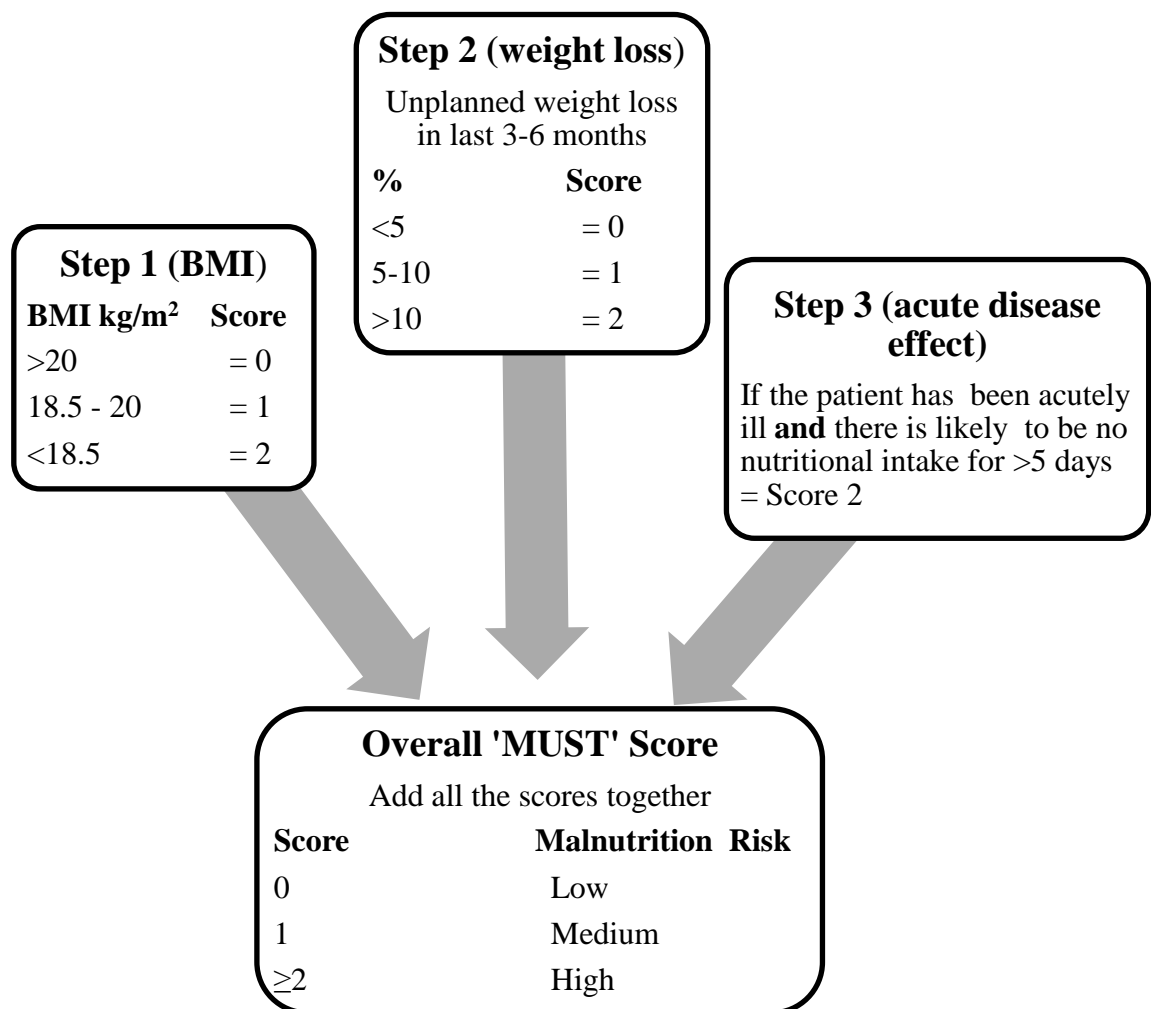 Step 1 (BMI)
BMI kg/m² Score
>20 = 0
18.5 - 20 = 1
<18.5 = 2
Step 2 (weight loss)
Unplanned weight loss
in last 3-6 months
% Score
<5 = 0
5-10 = 1
>10 = 2
Step 3 (acute disease
effect)
If the patient has been acutely
ill and there is likely to be no
nutritional intake for >5 days
= Score 2
Overall 'MUST' Score
Add all the scores together
Score Malnutrition Risk
0 Low
1 Medium
≥2 High